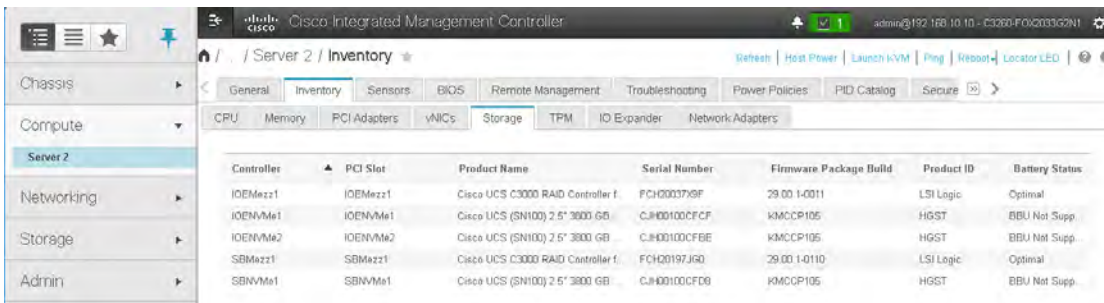 cisco Cisco Integrated Management Controller 1 admin@192.168.10.10 - C3260-FOX2033G2N1
/ . / Server 2 / Inventory Refresh | Host Power | Launch KVM | Ping | Reboot | Locator LED |
Chassis
General Inventory Sensors BIOS Remote Management Troubleshooting Power Policies PID Catalog Secure
Compute
CPU Memory PCI Adapters vNICs Storage TPM IO Expander Network Adapters
Server 2
Controller PCI Slot Product Name Serial Number Firmware Package Build Product ID Battery Status
Networking
IOEMezz1 IOEMezz1 Cisco UCS C3000 RAID Controller f... 29.00.1-0011 LSI Logic Optimal
IOENVMe1 IOENVMe1 Cisco UCS (SN100) 2.5" 3800 GB ... CJH00100CFCF KMCCP105 HGST BBU Not Supp...
Storage
IOENVMe2 IOENVMe2 Cisco UCS (SN100) 2.5" 3800 GB ... CJH00100CFBE KMCCP105 HGST BBU Not Supp...
SBMezz1 SBMezz1 Cisco UCS C3000 RAID Controller f... FCH20197JG0 29.00.1-0110 LSI Logic Optimal
Admin
SBNVMe1 SBNVMe1 Cisco UCS (SN100) 2.5" 3800 GB ... KMCCP105 HGST BBU Not Supp...